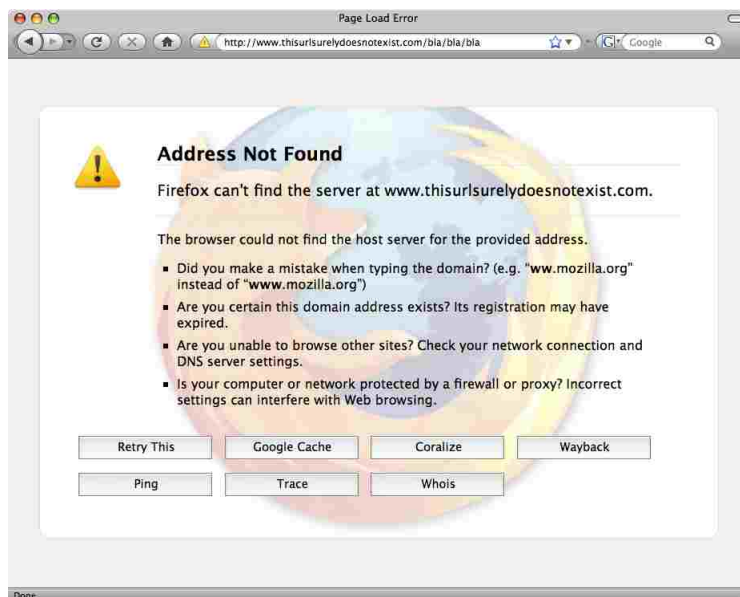 Page Load Error
http://www.thisurlsurelydoesnotexist.com/bla/bla/bla
G Google
Address Not Found
Firefox can't find the server at www.thisurlsurelydoesnotexist.com.
The browser could not find the host server for the provided address.
Did you make a mistake when typing the domain? (e.g. "ww.mozilla.org"
instead of "www.mozilla.org")
Are you certain this domain address exists? Its registration may have
expired.
Are you unable to browse other sites? Check your network connection and
DNS server settings.
Is your computer or network protected by a firewall or proxy? Incorrect
settings can interfere with Web browsing.
Retry This Google Cache Coralize Wayback
Ping Trace Whois
Done